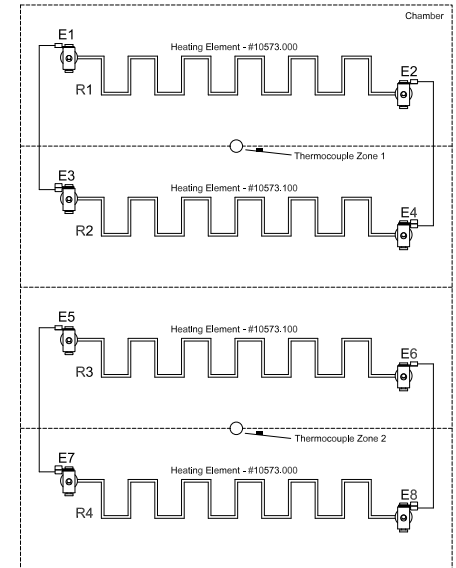 Chamber
E1
Heating Element - #10573.000
E2
R1
Thermocouple Zone 1
E3
Heating Element - #10573.100
E4
R2
E5
Heating Element - #10573.100
E6
R3
Thermocouple Zone 2
E7
Heating Element - #10573.000
E8
R4